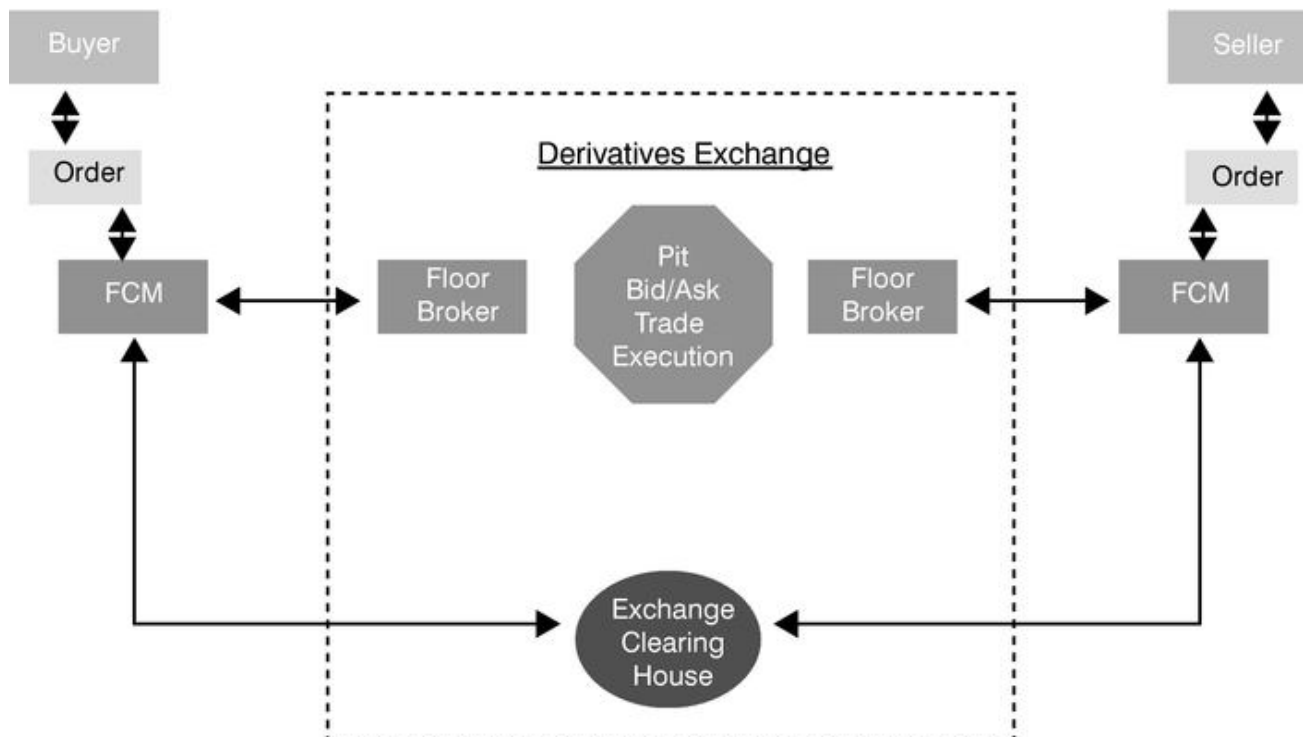 Buyer
Seller
Order
Derivatives Exchange
Order
FCM
Floor
Broker
Pit
Bid/Ask
Trade
Execution
Floor
Broker
FCM
Exchange
Clearing
House